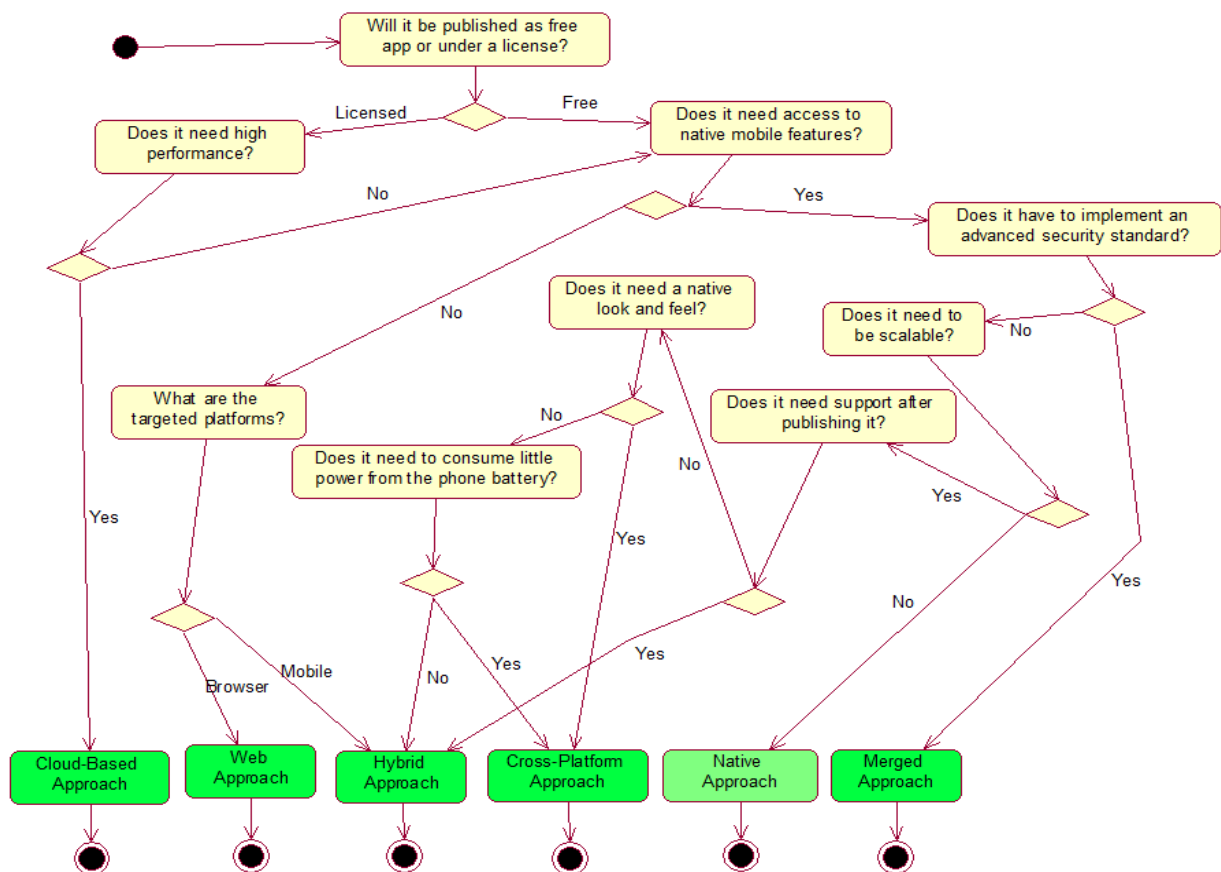 Will it be published as free
app or under a license?
Licensed
Free
Does it need high
performance?
Does it need access to
native mobile features?
No
Yes
Does it have to implement an
advanced security standard?
Does it need a native
look and feel?
No
Does it need to
be scalable?
No
What are the
targeted platforms?
No
Does it need support after
publishing it?
Does it need to consume little
power from the phone battery?
No
Yes
Yes
Yes
Yes
No
Yes
Mobile
Browser
No
Yes
Cloud-Based
Approach
Web
Approach
Hybrid
Approach
Cross-Platform
Approach
Native
Approach
Merged
Approach